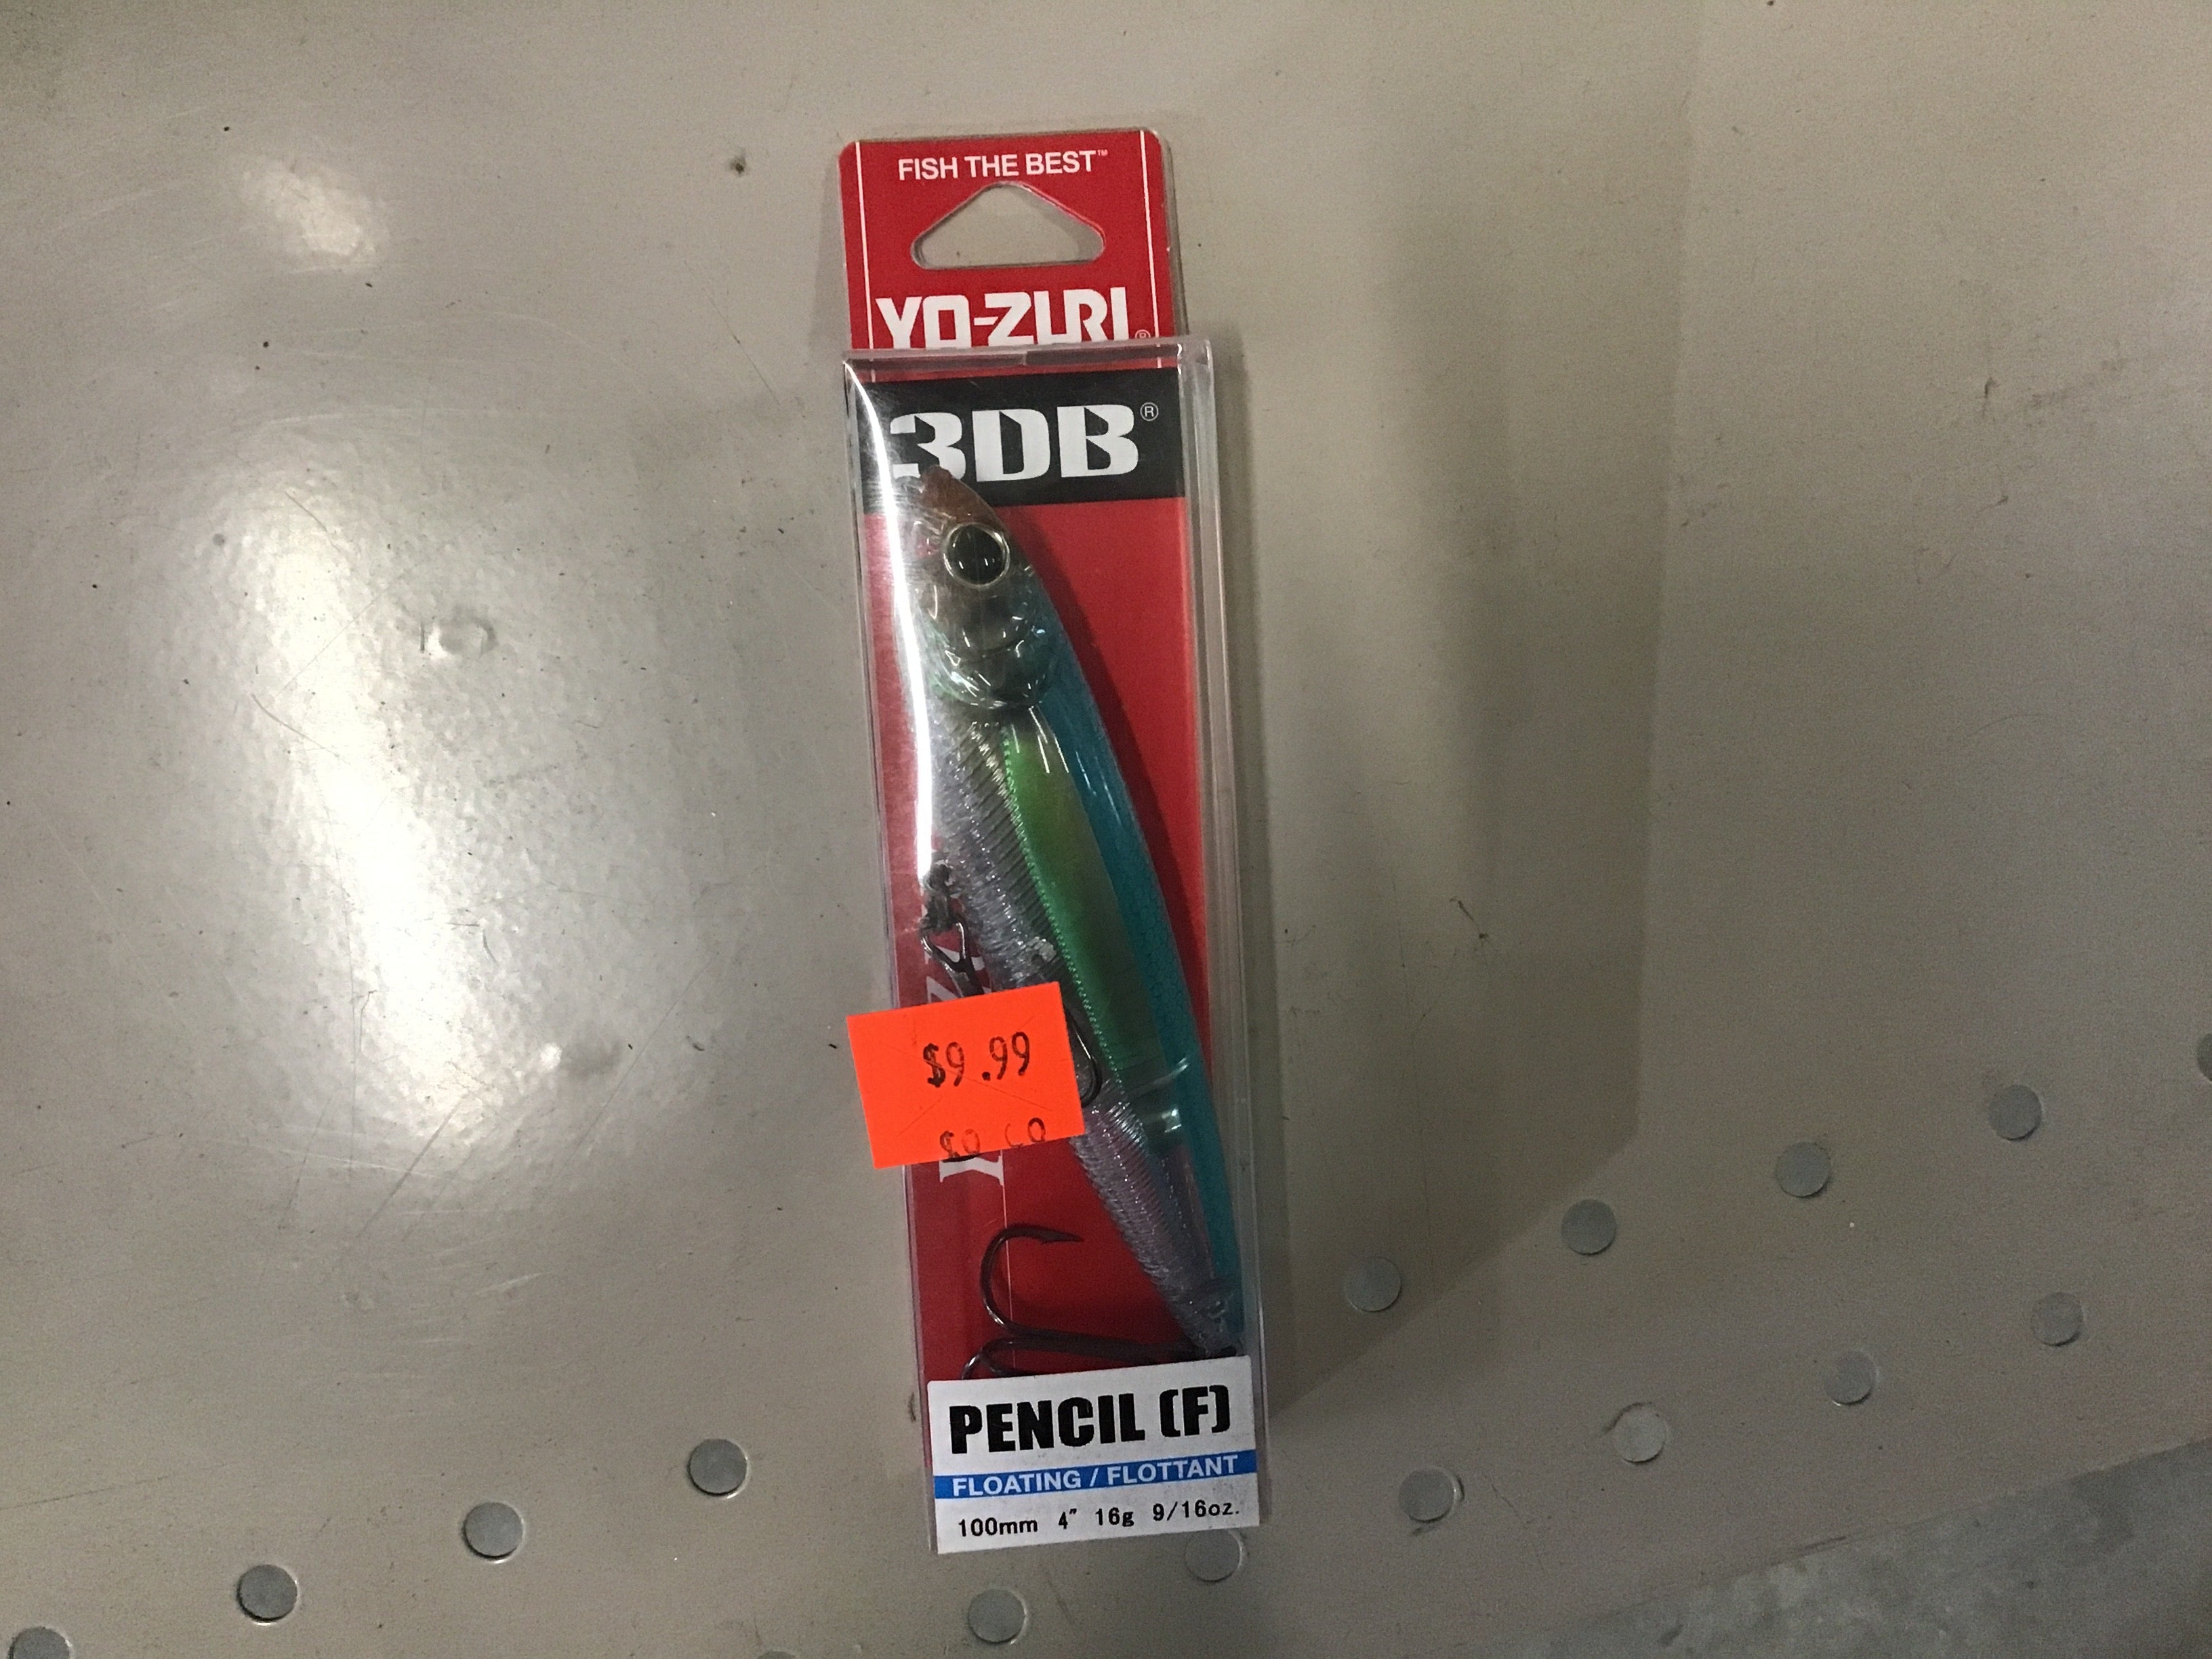 FISH THE BEST™
YO-ZURI®
3DB®
$9.99
PENCIL (F)
FLOATING / FLOTTANT
100mm 4" 16g 9/16oz.